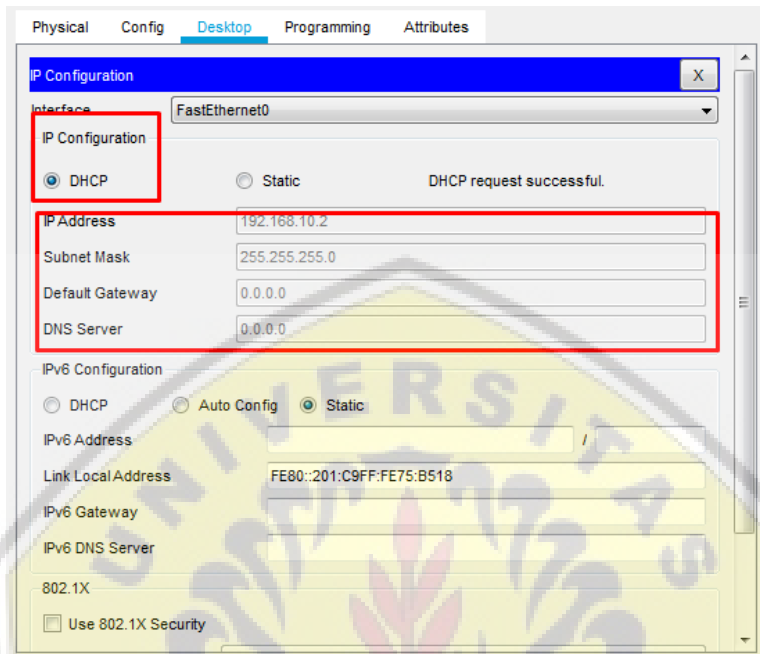 Physical Config Desktop Programming Attributes
IP Configuration X
Interface FastEthernet0
IP Configuration
DHCP Static DHCP request successful.
IP Address 192.168.10.2
Subnet Mask 255.255.255.0
Default Gateway 0.0.0.0
DNS Server 0.0.0.0
IPv6 Configuration
DHCP Auto Config Static
IPv6 Address /
Link Local Address FE80::201:C9FF:FE75:B518
IPv6 Gateway
IPv6 DNS Server
802.1X
Use 802.1X Security
UNIVERSITAS